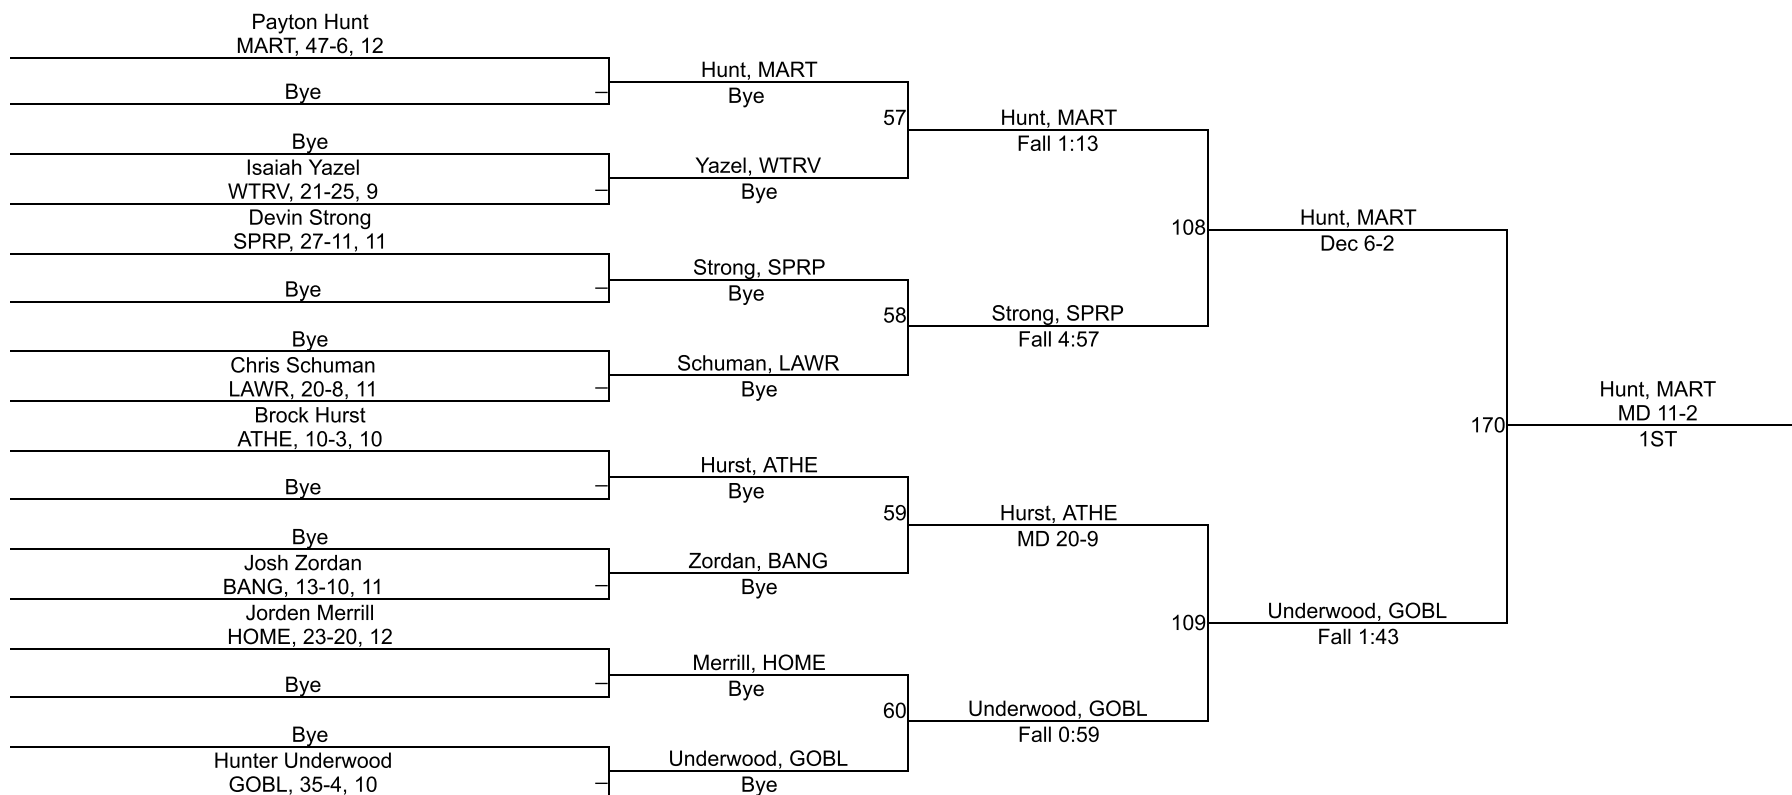 Payton Hunt
MART, 47-6, 12
Bye
Bye
Isaiah Yazel
WTRV, 21-25, 9
Devin Strong
SPRP, 27-11, 11
Bye
Bye
Chris Schuman
LAWR, 20-8, 11
Brock Hurst
ATHE, 10-3, 10
Bye
Bye
Josh Zordan
BANG, 13-10, 11
Jorden Merrill
HOME, 23-20, 12
Bye
Bye
Hunter Underwood
GOBL, 35-4, 10
Hunt, MART
Bye
57
Yazel, WTRV
Bye
Strong, SPRP
Bye
58
Schuman, LAWR
Bye
Hurst, ATHE
Bye
59
Zordan, BANG
Bye
Merrill, HOME
Bye
60
Underwood, GOBL
Bye
Hunt, MART
Fall 1:13
108
Strong, SPRP
Fall 4:57
Hurst, ATHE
MD 20-9
109
Underwood, GOBL
Fall 0:59
Hunt, MART
Dec 6-2
170
Underwood, GOBL
Fall 1:43
Hunt, MART
MD 11-2
1ST